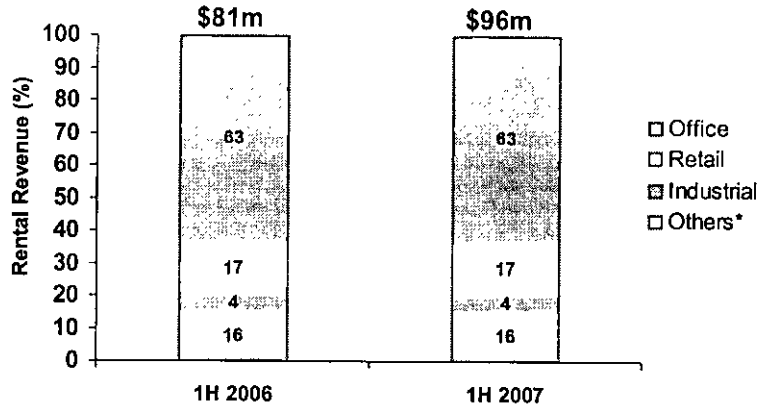 $81m
$96m
Rental Revenue (%)
100
90
80
70
60
50
40
30
20
10
0
63
17
4
16
63
17
4
16
1H 2006
1H 2007
Office
Retail
Industrial
Others*